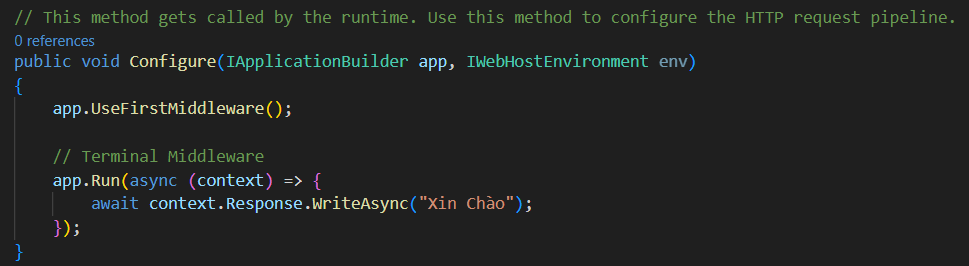 // This method gets called by the runtime. Use this method to configure the HTTP request pipeline.
0 references
public void Configure(IApplicationBuilder app, IWebHostEnvironment env)
{
    app.UseFirstMiddleware();

    // Terminal Middleware
    app.Run(async (context) => {
        await context.Response.WriteAsync("Xin Chào");
    });
}